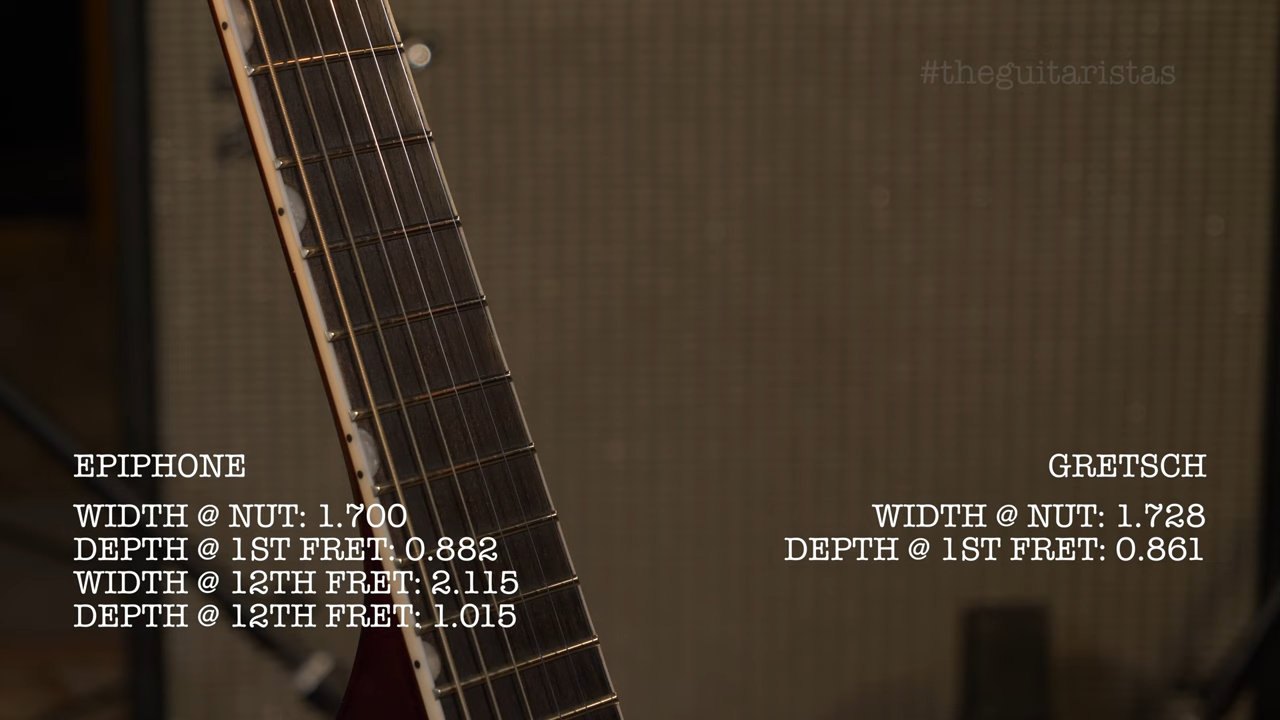 #theguitaristas
EPIPHONE
WIDTH @ NUT: 1.700
DEPTH @ 1ST FRET: 0.882
WIDTH @ 12TH FRET: 2.115
DEPTH @ 12TH FRET: 1.015
GRETSCH
WIDTH @ NUT: 1.728
DEPTH @ 1ST FRET: 0.861